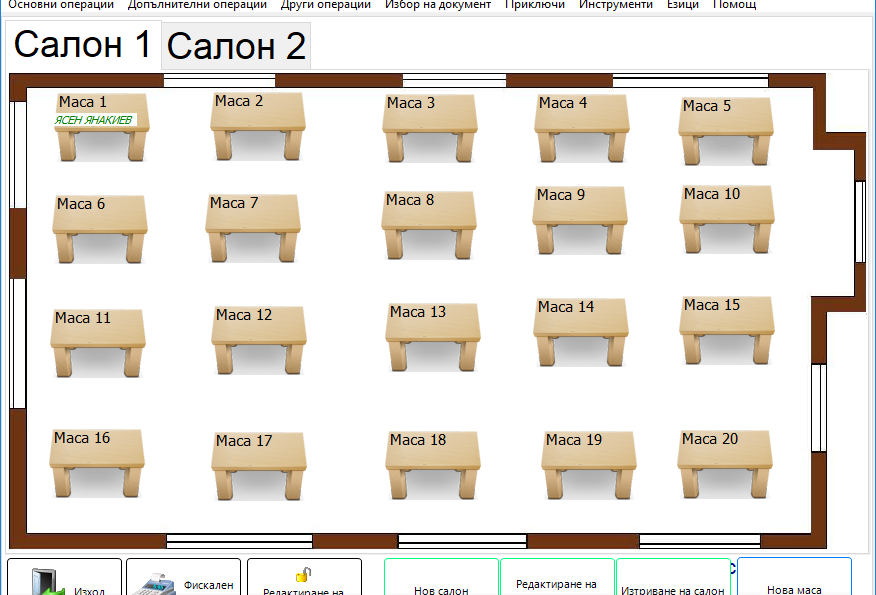 Основни операции Допълнителни операции Други операции Избор на документ Приключи Инструменти Езици Помощ
Салон 1 Салон 2
Маса 1 Маса 2 Маса 3 Маса 4 Маса 5
ЯСЕН ЯНАКИЕВ
Маса 6 Маса 7 Маса 8 Маса 9 Маса 10
Маса 11 Маса 12 Маса 13 Маса 14 Маса 15
Маса 16 Маса 17 Маса 18 Маса 19 Маса 20
Изход Фискален Редактиране на Нов салон Редактиране на Изтриване на салон Нова маса